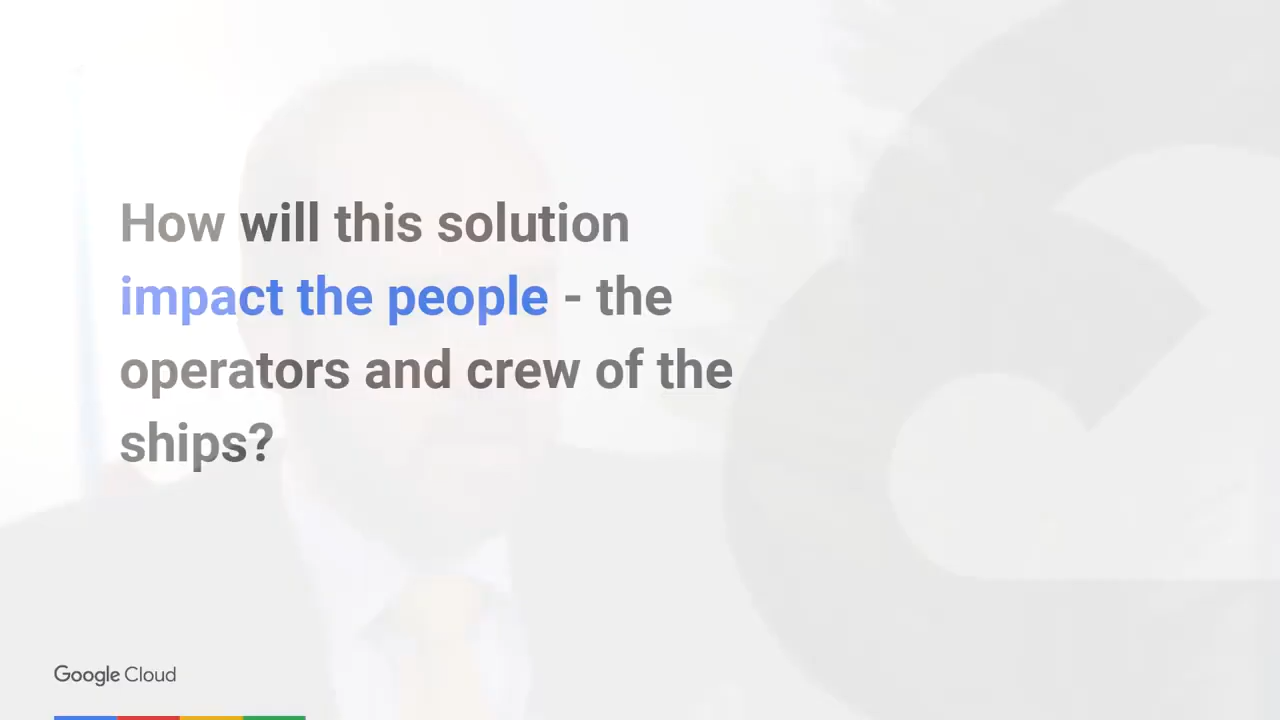 How will this solution
impact the people - the
operators and crew of the
ships?
Google Cloud